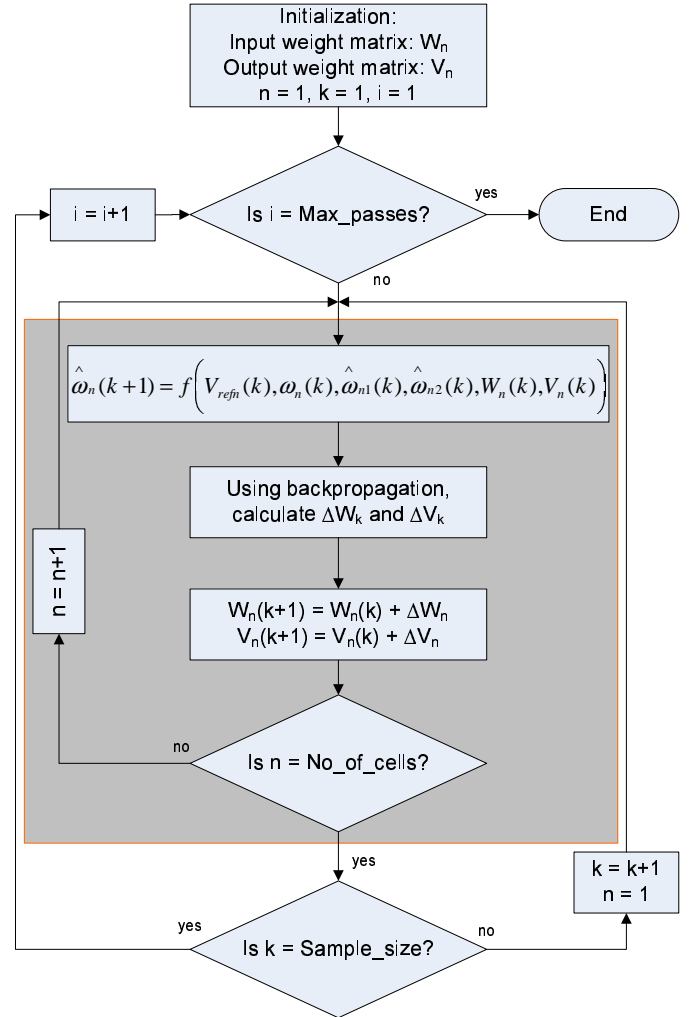 Initialization:
Input weight matrix: Wₙ
Output weight matrix: Vₙ
n = 1, k = 1, i = 1
i = i+1
Is i = Max_passes?
yes
End
no
ω̂ₙ(k+1) = f(V_refn(k), ωₙ(k), ω̂ₙ₁(k), ω̂ₙ₂(k), Wₙ(k), Vₙ(k))
Using backpropagation,
calculate ΔWₖ and ΔVₖ
n = n+1
Wₙ(k+1) = Wₙ(k) + ΔWₙ
Vₙ(k+1) = Vₙ(k) + ΔVₙ
no
Is n = No_of_cells?
yes
k = k+1
n = 1
yes
Is k = Sample_size?
no